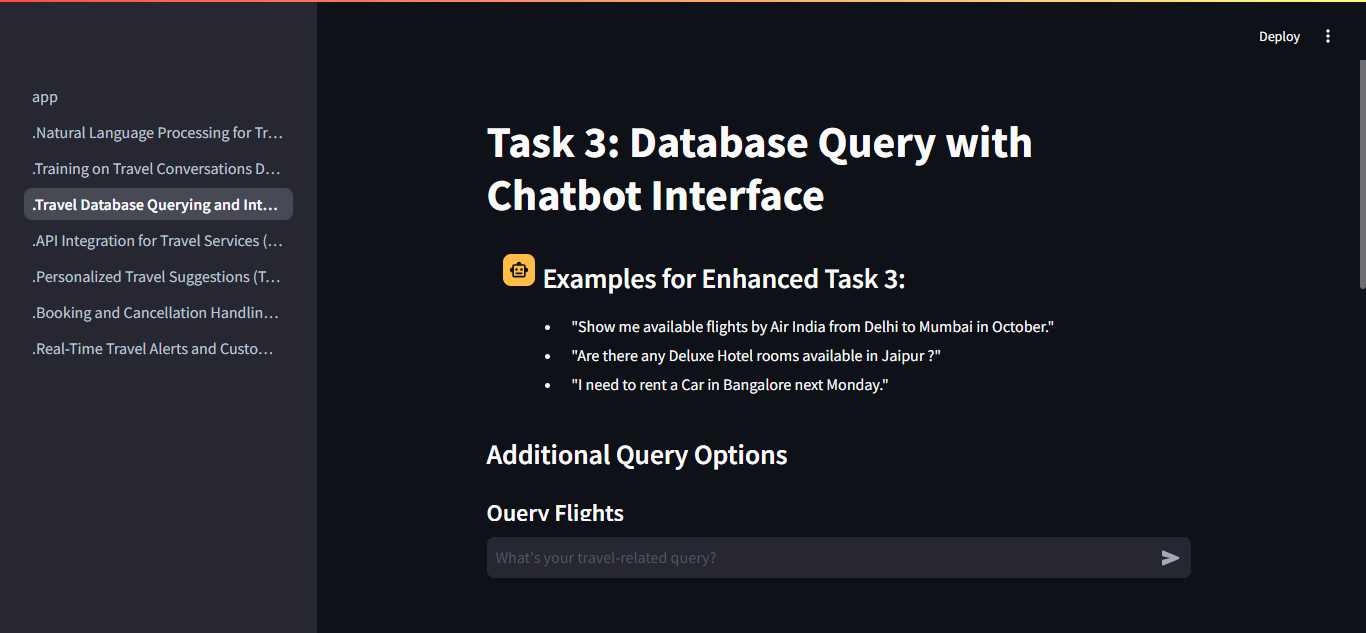 Deploy
app
.Natural Language Processing for Tr...
.Training on Travel Conversations D...
.Travel Database Querying and Int...
.API Integration for Travel Services (...
.Personalized Travel Suggestions (T...
.Booking and Cancellation Handlin...
.Real-Time Travel Alerts and Custo...
Task 3: Database Query with
Chatbot Interface
Examples for Enhanced Task 3:
• "Show me available flights by Air India from Delhi to Mumbai in October."
• "Are there any Deluxe Hotel rooms available in Jaipur ?"
• "I need to rent a Car in Bangalore next Monday."
Additional Query Options
Query Flights
What's your travel-related query?